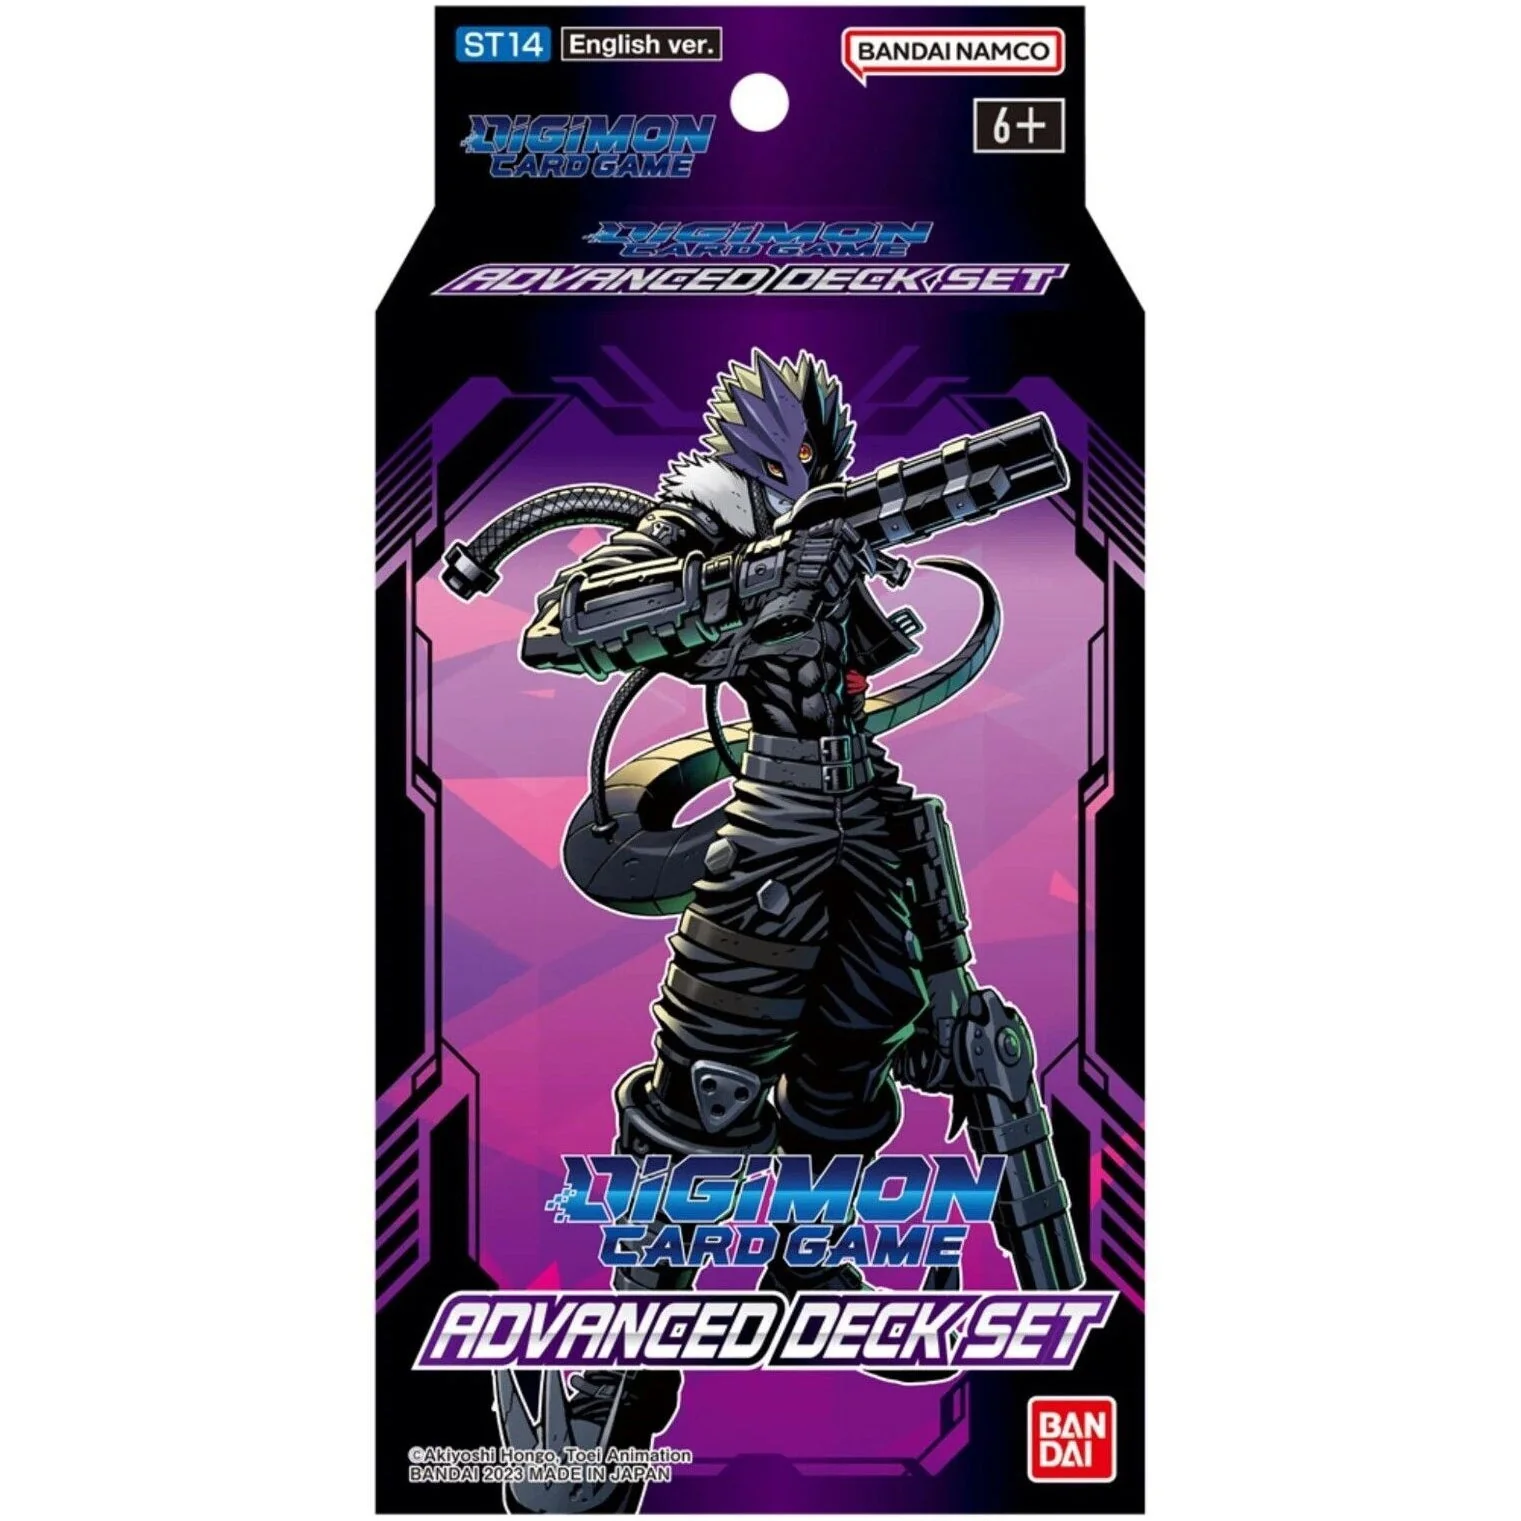 ST14 English ver.
BANDAI NAMCO
6+
DIGIMON
CARD GAME
DIGIMON
CARD GAME
ADVANCED DECK SET
DIGIMON
CARD GAME
ADVANCED DECK SET
BAN
DAI
©Akiyoshi Hongo, Toei Animation
BANDAI 2023 MADE IN JAPAN